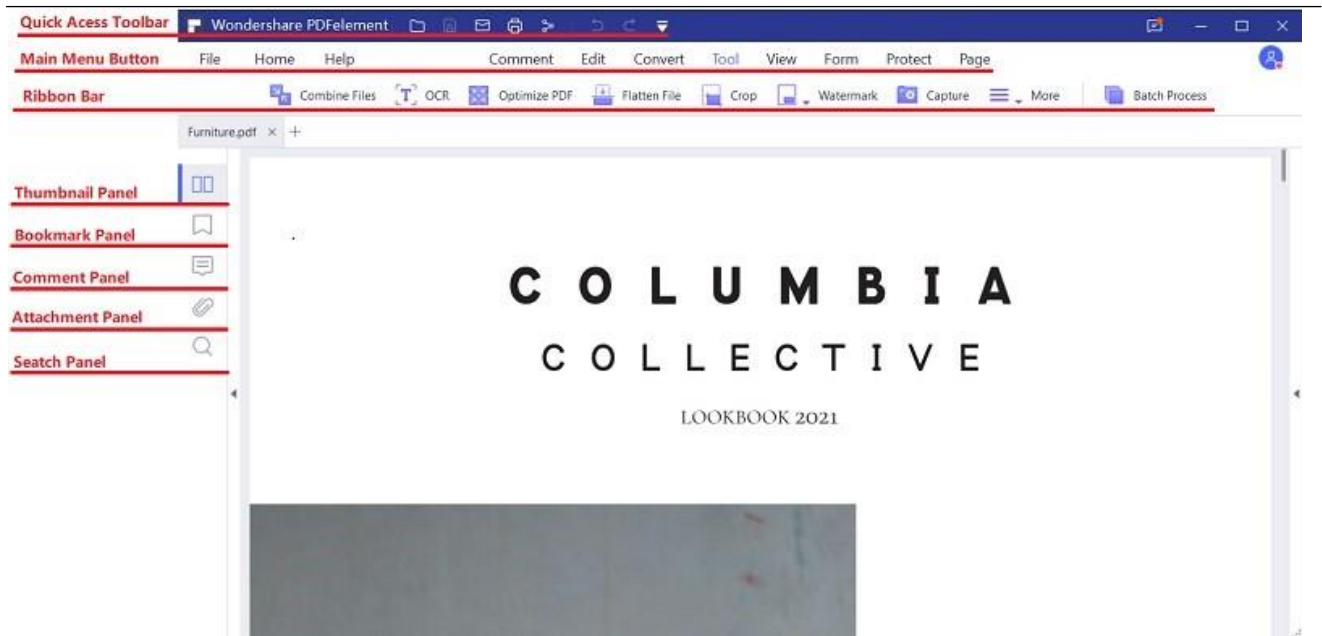 Quick Acess Toolbar Wondershare PDFelement
Main Menu Button File Home Help Comment Edit Convert Tool View Form Protect Page
Ribbon Bar Combine Files OCR Optimize PDF Flatten File Crop Watermark Capture More Batch Process
Furniture.pdf
Thumbnail Panel
Bookmark Panel
Comment Panel
Attachment Panel
Seatch Panel
COLUMBIA
COLLECTIVE
LOOKBOOK 2021